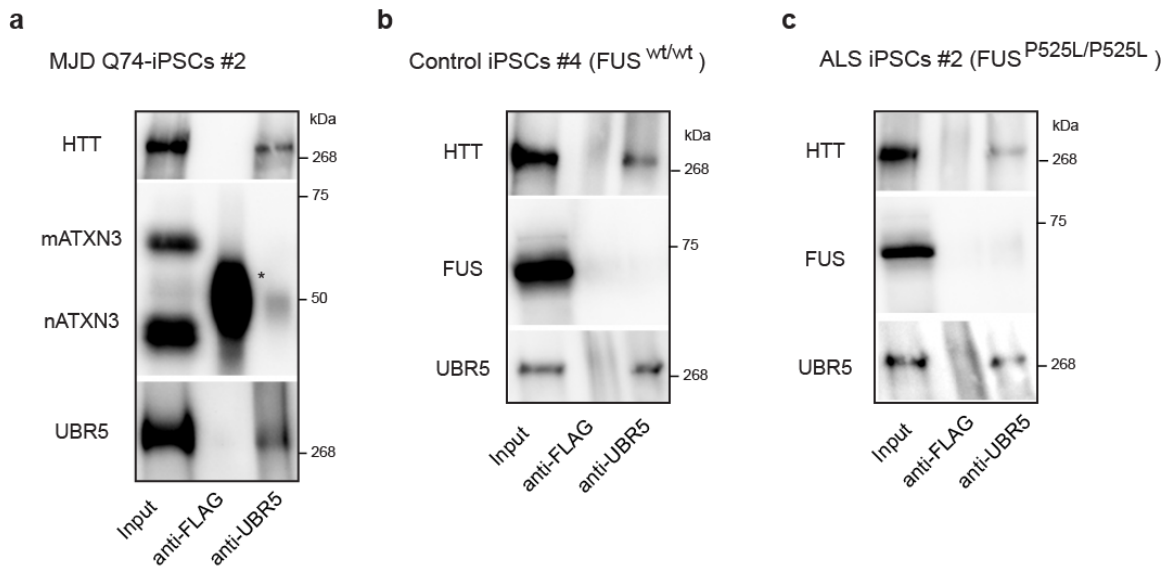 a
MJD Q74-iPSCs #2
kDa
HTT
268
75
mATXN3
*
50
nATXN3
UBR5
268
Input
anti-FLAG
anti-UBR5
b
Control iPSCs #4 (FUS wt/wt )
kDa
HTT
268
75
FUS
UBR5
268
Input
anti-FLAG
anti-UBR5
c
ALS iPSCs #2 (FUS P525L/P525L )
kDa
HTT
268
75
FUS
UBR5
268
Input
anti-FLAG
anti-UBR5